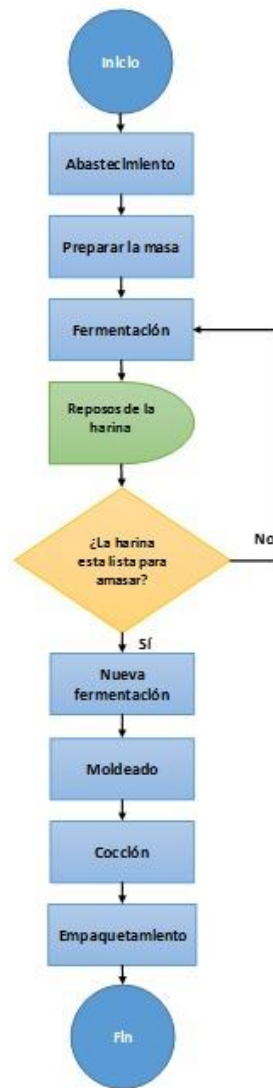 Inicio
Abastecimiento
Preparar la masa
Fermentación
Reposos de la
harina
¿La harina
esta lista para
amasar?
No
Sí
Nueva
fermentación
Moldeado
Cocción
Empaquetamiento
Fin